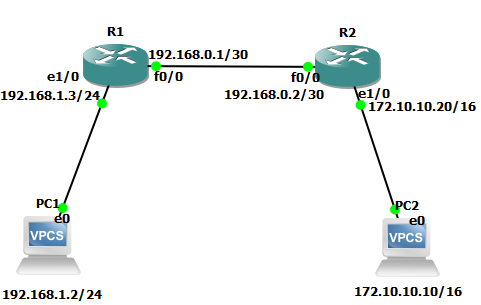 R1
R2
192.168.0.1/30
e1/0
f0/0
f0/0
192.168.1.3/24
192.168.0.2/30
e1/0
172.10.10.20/16
PC1
e0
VPCS
192.168.1.2/24
PC2
e0
VPCS
172.10.10.10/16